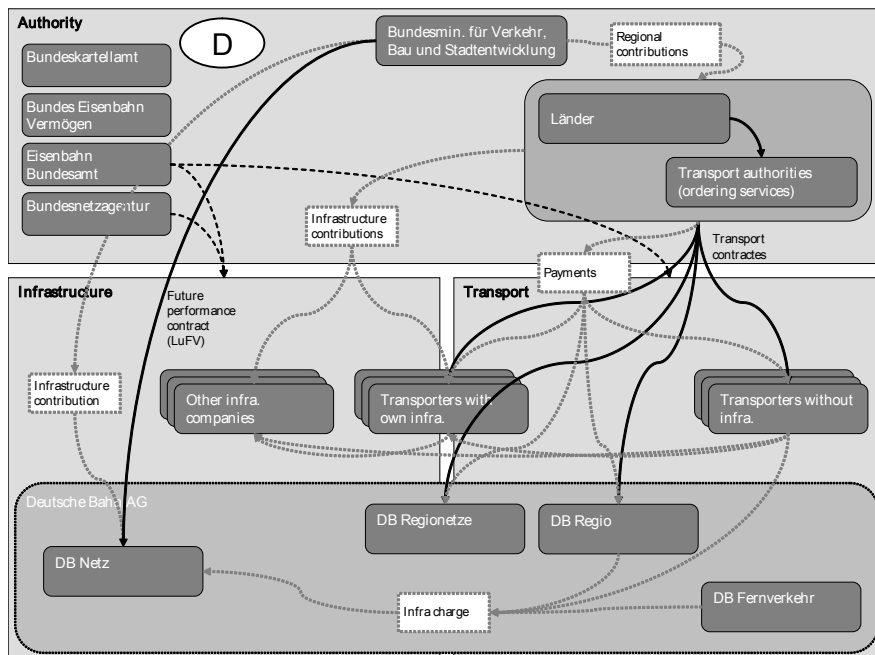 Authority
D
Bundesmin. für Verkehr,
Bau und Stadtentwicklung
Regional
contributions
Bundeskartellamt
Bundes Eisenbahn
Vermögen
Eisenbahn
Bundesamt
Bundesnetzagentur
Länder
Transport authorities
(ordering services)
Infrastructure
contributions
Transport
contractes
Payments
Infrastructure
Future
performance
contract
(LuFV)
Transport
Infrastructure
contribution
Other infra.
companies
Transporters with
own infra.
Transporters without
infra.
Deutsche Bahn AG
DB Regionetze
DB Regio
DB Netz
DB Fernverkehr
Infra charge